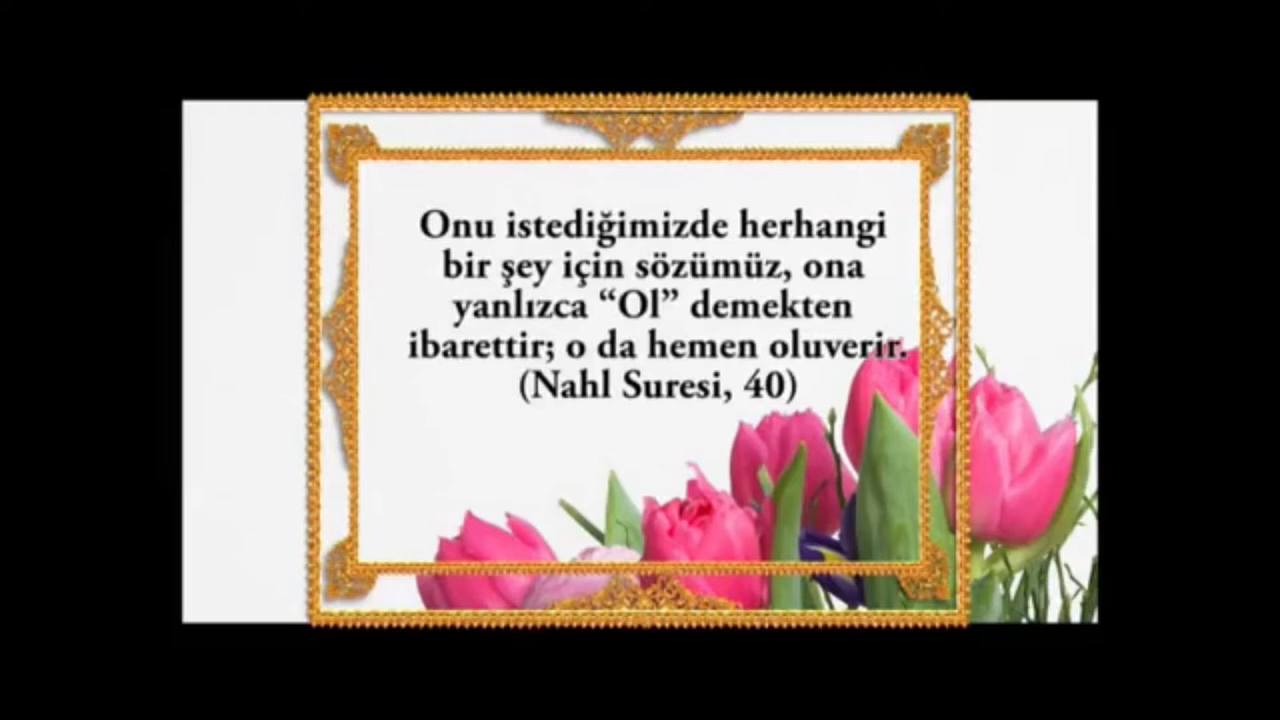 Onu istediğimizde herhangi
bir şey için sözümüz, ona
yanlızca “Ol” demekten
ibarettir; o da hemen oluverir.
(Nahl Suresi, 40)